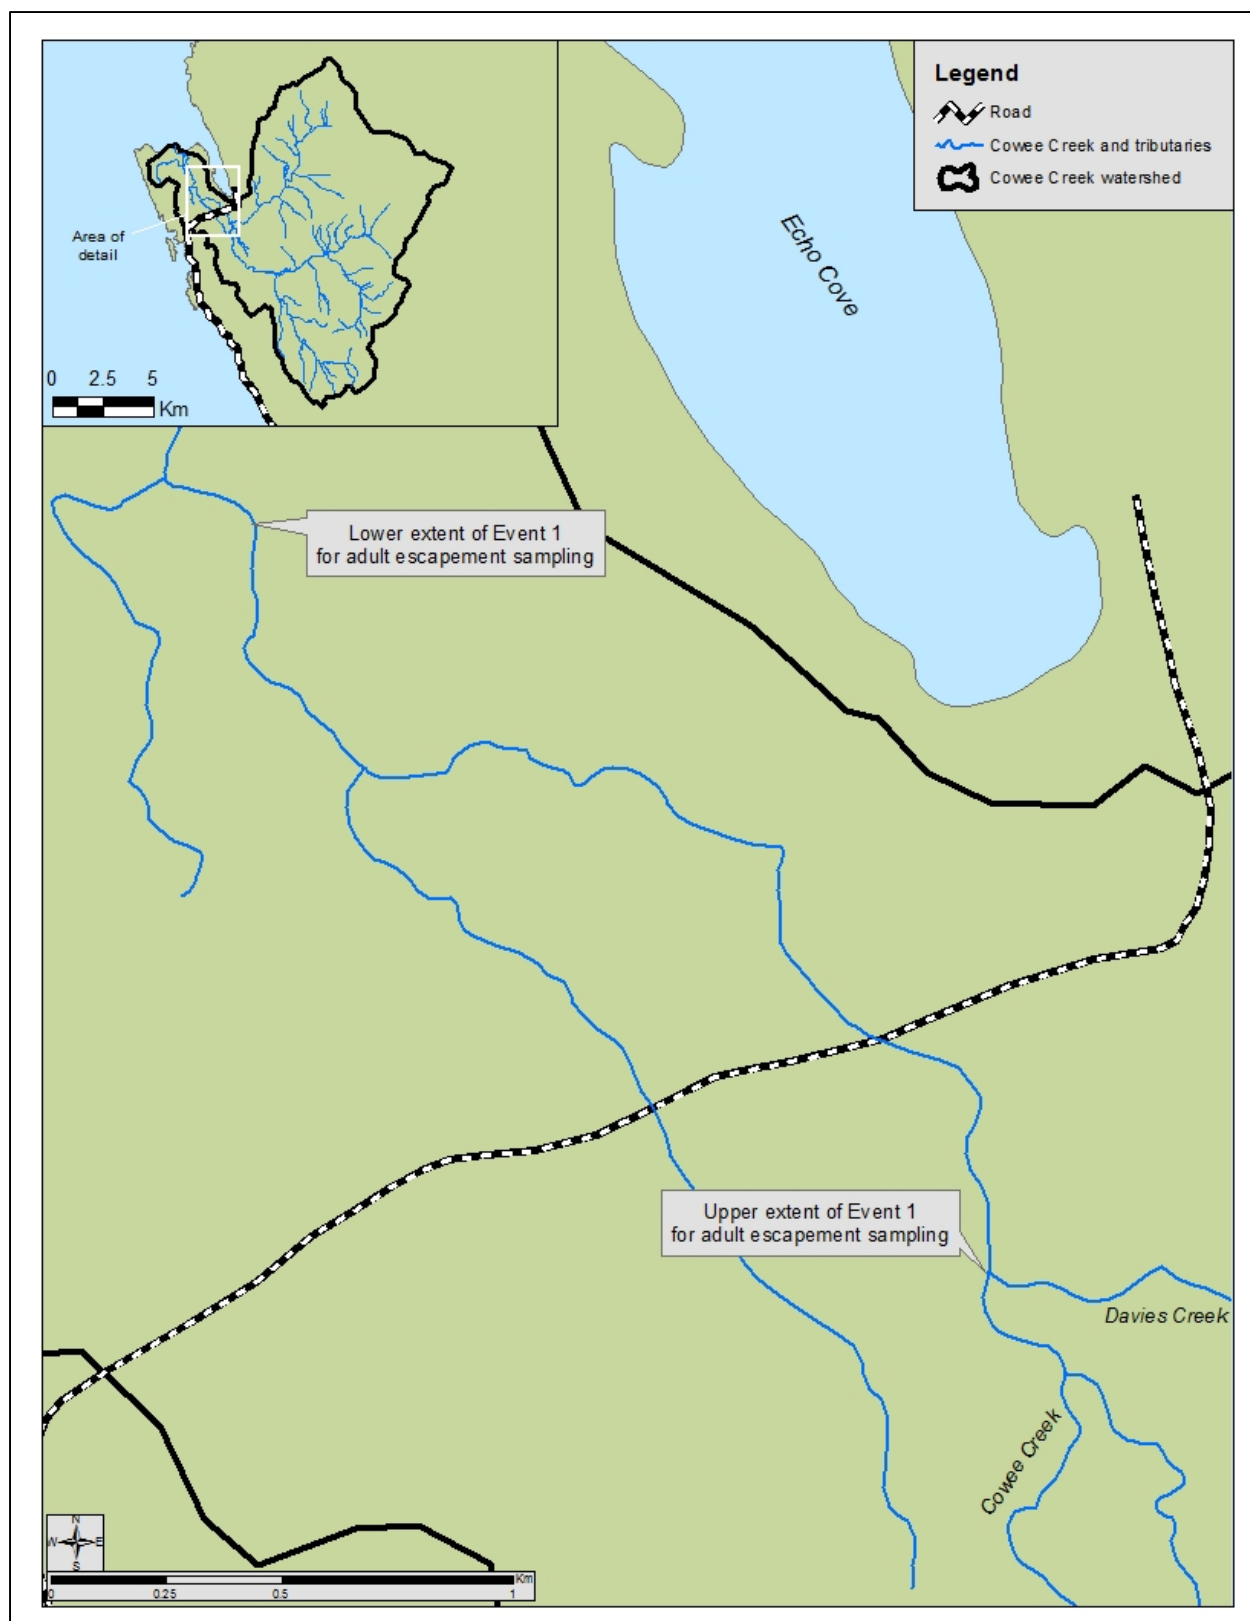 Legend
Road
Cowee Creek and tributaries
Cowee Creek watershed
Area of
detail
0 2.5 5
Km
Echo Cove
Lower extent of Event 1
for adult escapement sampling
Upper extent of Event 1
for adult escapement sampling
Davies Creek
Cowee Creek
N
W E
S
Km
0 0.25 0.5 1